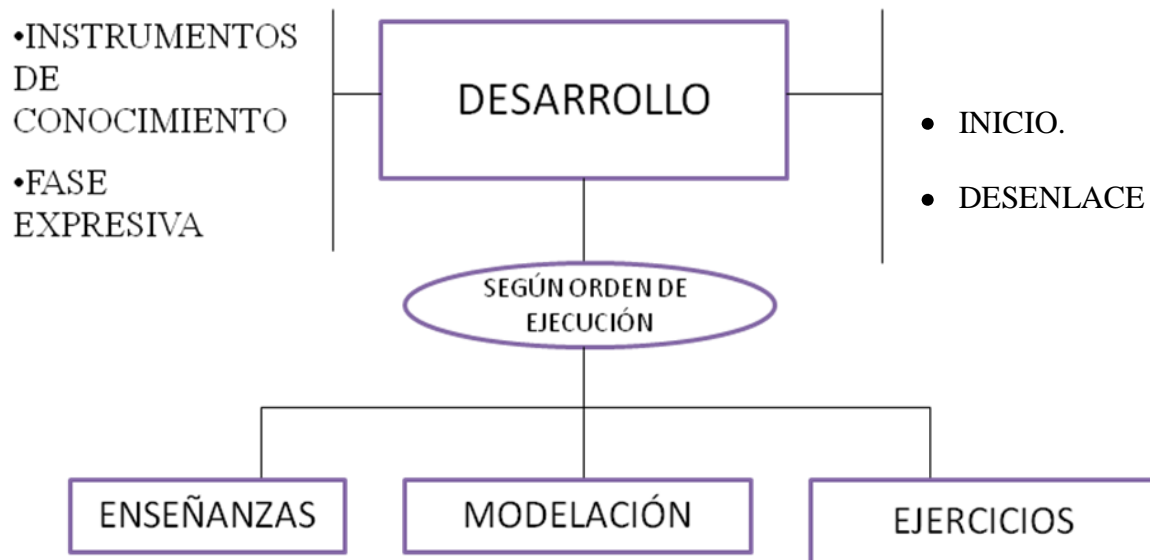 •INSTRUMENTOS
DE
CONOCIMIENTO
•FASE
EXPRESIVA
DESARROLLO
• INICIO.
• DESENLACE
SEGÚN ORDEN DE
EJECUCIÓN
ENSEÑANZAS
MODELACIÓN
EJERCICIOS